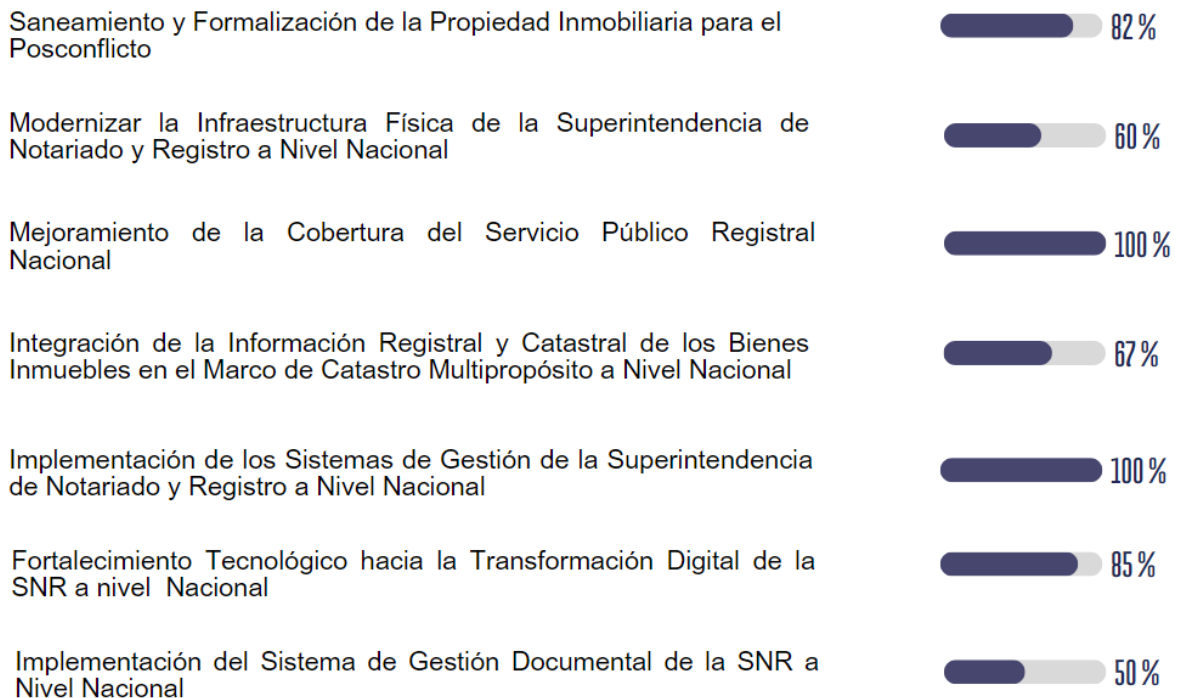 Saneamiento y Formalización de la Propiedad Inmobiliaria para el
Posconflicto
82 %
Modernizar la Infraestructura Física de la Superintendencia de
Notariado y Registro a Nivel Nacional
60 %
Mejoramiento de la Cobertura del Servicio Público Registral
Nacional
100 %
Integración de la Información Registral y Catastral de los Bienes
Inmuebles en el Marco de Catastro Multipropósito a Nivel Nacional
67 %
Implementación de los Sistemas de Gestión de la Superintendencia
de Notariado y Registro a Nivel Nacional
100 %
Fortalecimiento Tecnológico hacia la Transformación Digital de la
SNR a nivel Nacional
85 %
Implementación del Sistema de Gestión Documental de la SNR a
Nivel Nacional
50 %